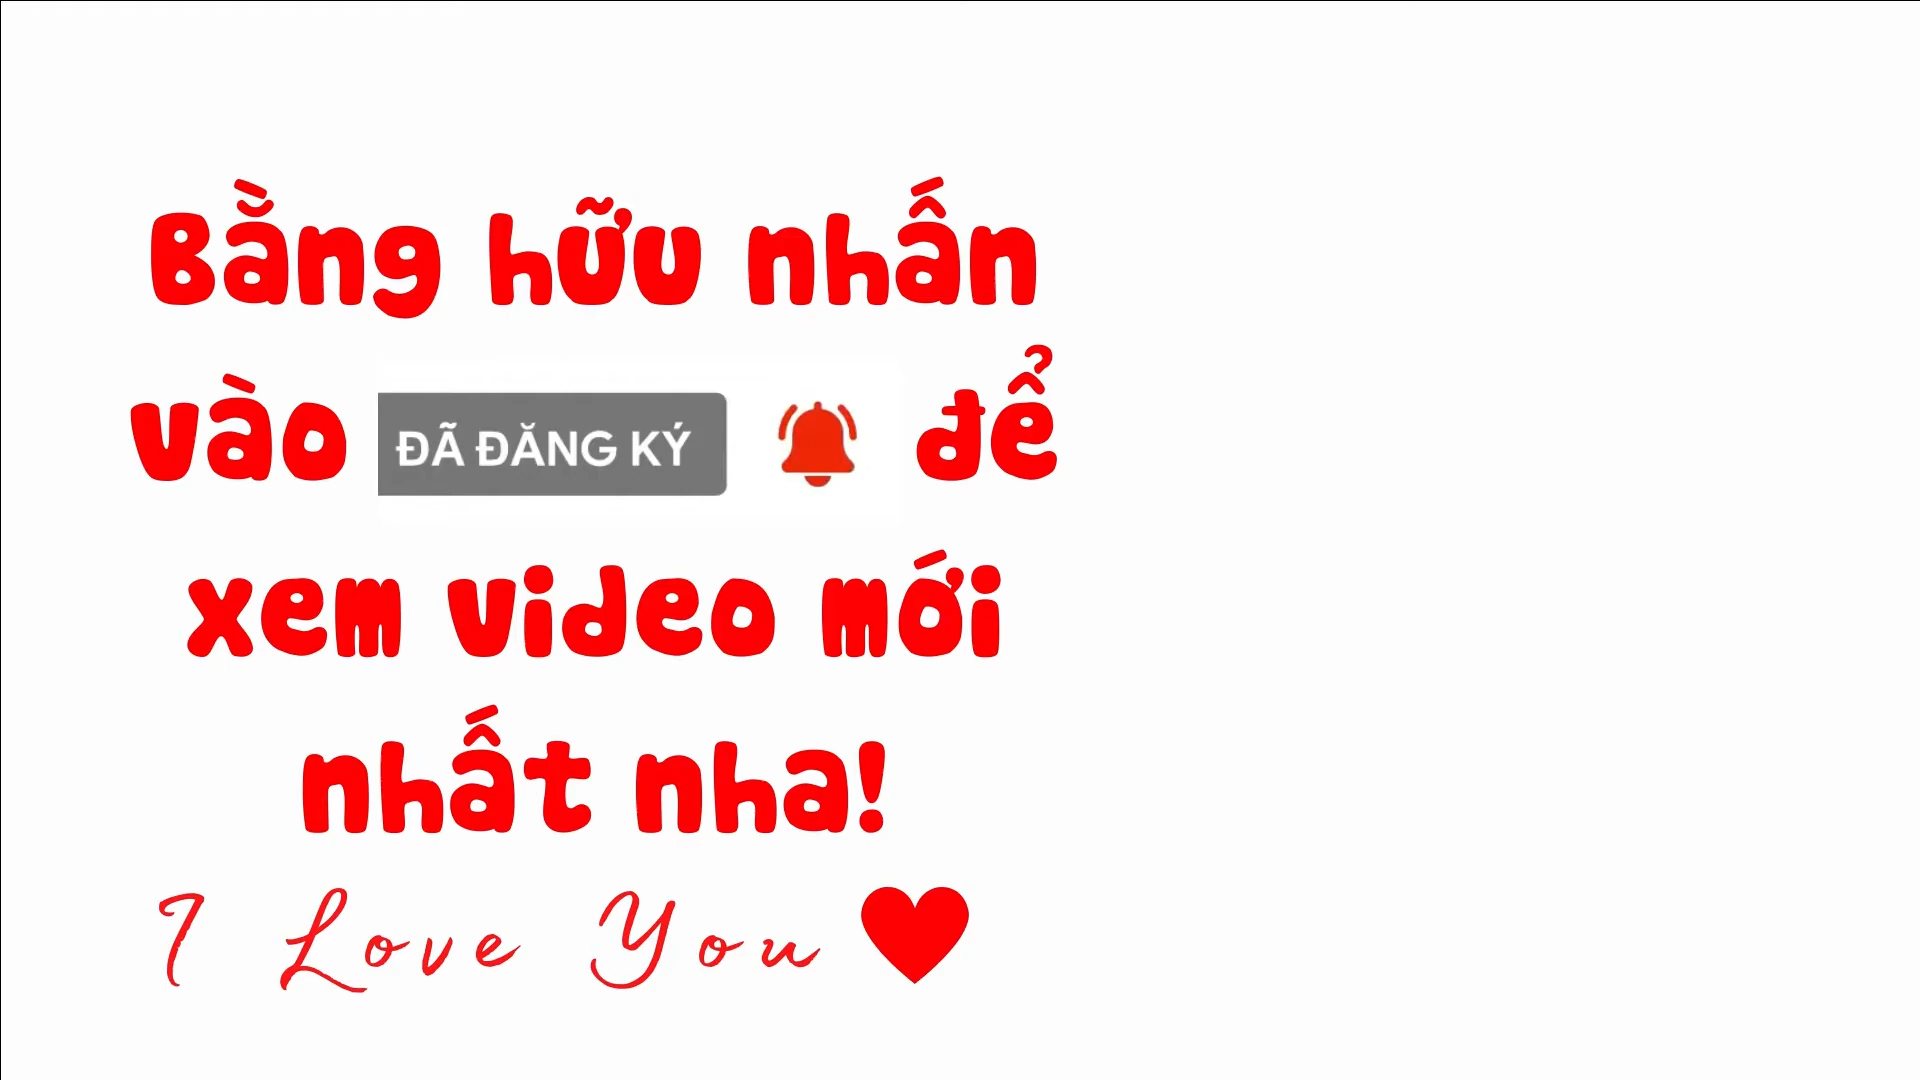 Bằng hữu nhấn
vào ĐÃ ĐĂNG KÝ để
xem video mới
nhất nha!
I Love You